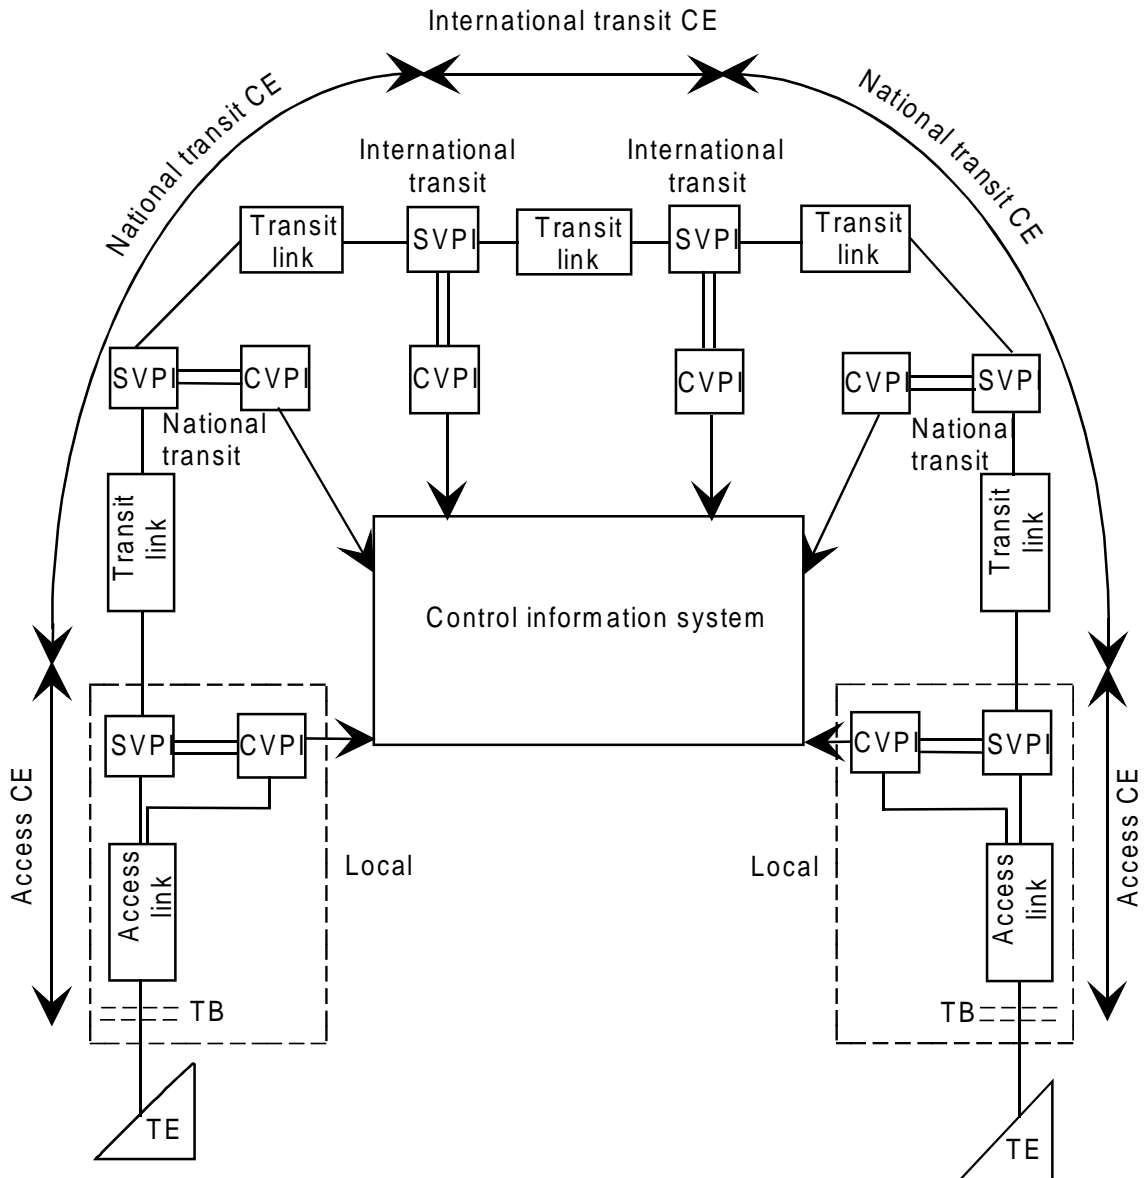 International transit CE
National transit CE
National transit CE
International
transit
International
transit
Transit
link
SVPI
Transit
link
SVPI
Transit
link
SVPI
CVPI
CVPI
CVPI
CVPI
SVPI
National
transit
National
transit
Transit
link
Transit
link
Control information system
SVPI
CVPI
CVPI
SVPI
Access CE
Access CE
Access
link
Local
Local
Access
link
TB
TB
TE
TE